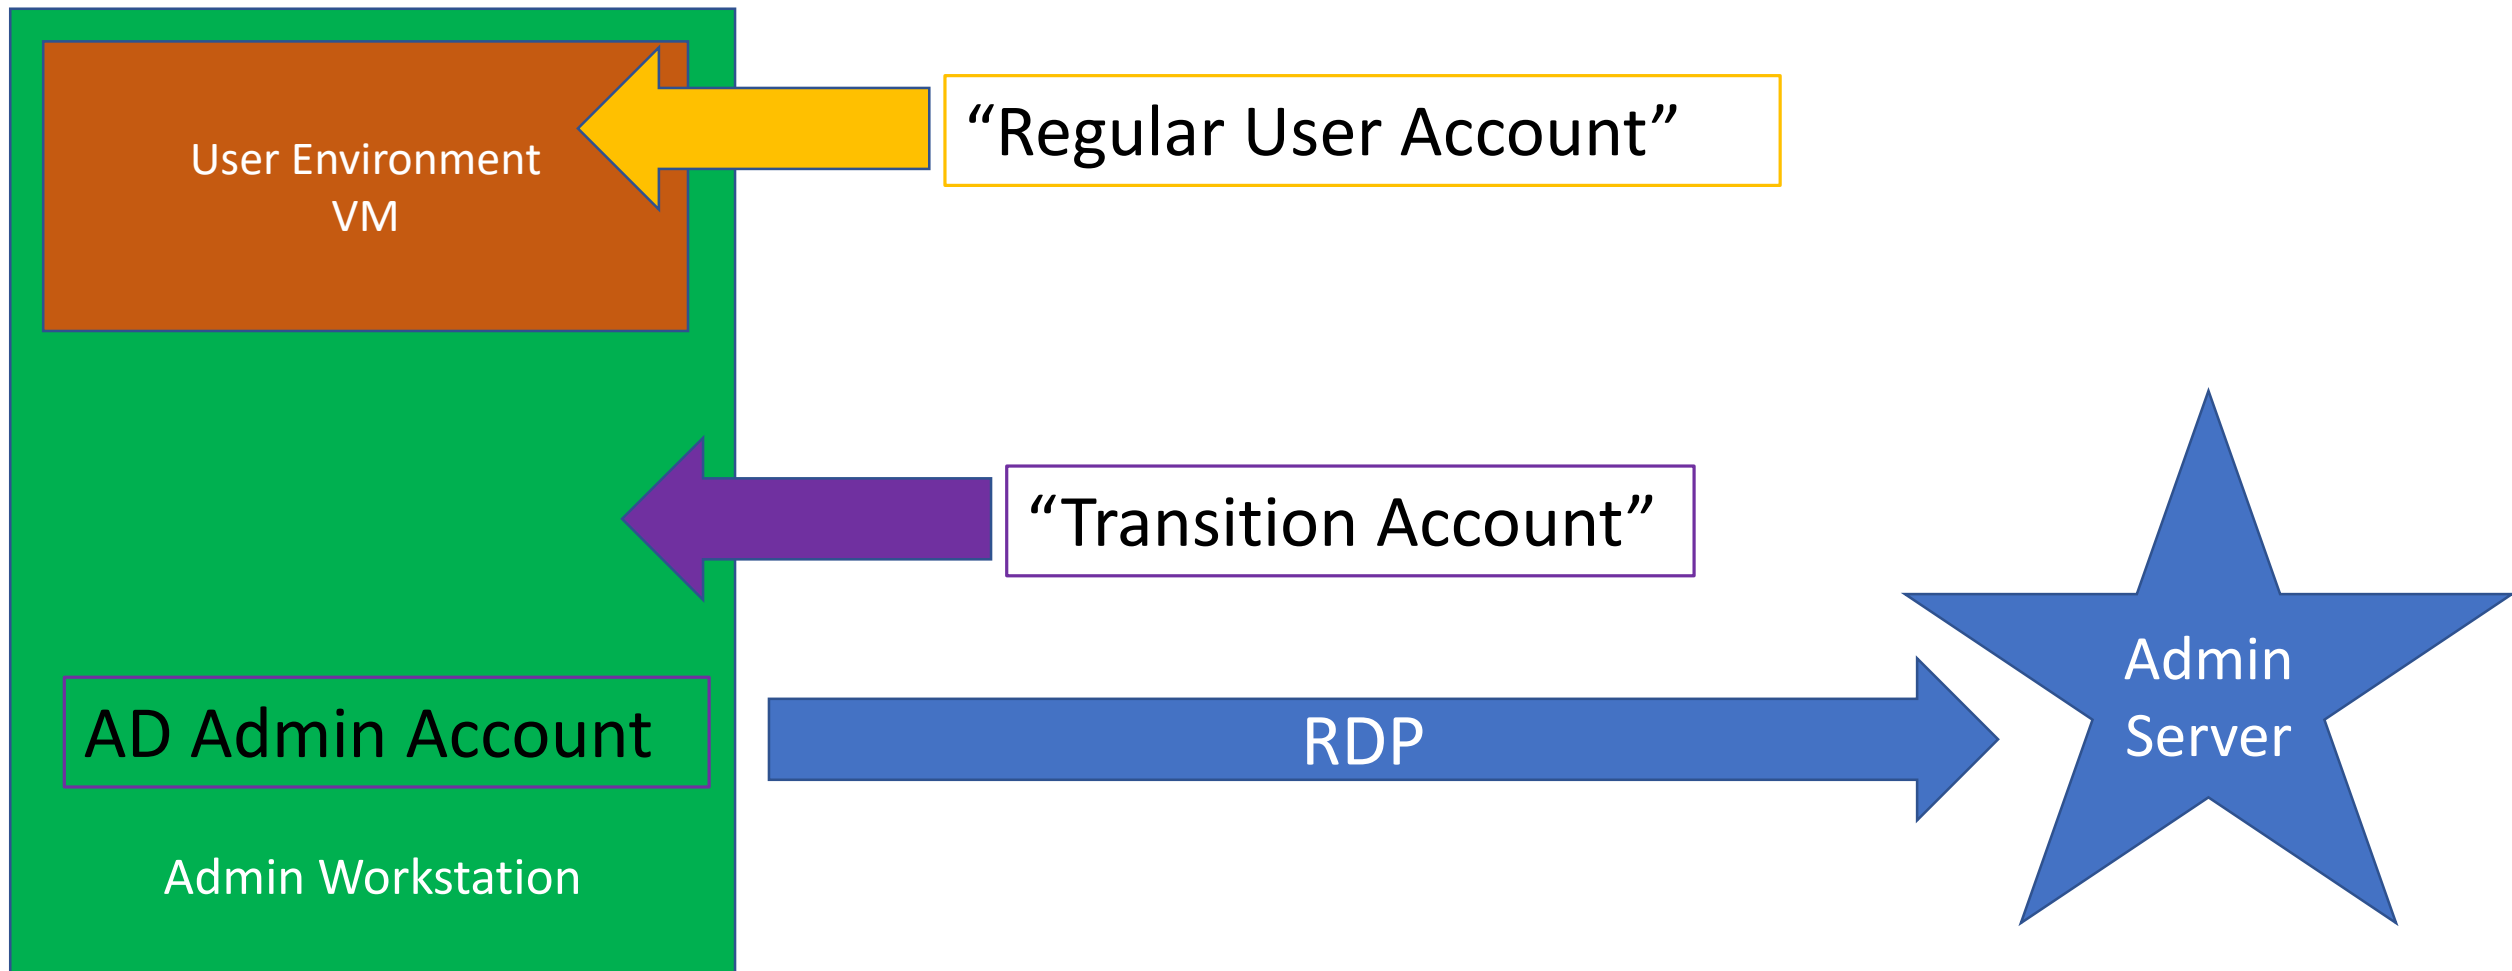 “Regular User Account”
User Environment
VM
“Transition Account”
AD Admin Account
RDP
Admin
Server
Admin Workstation